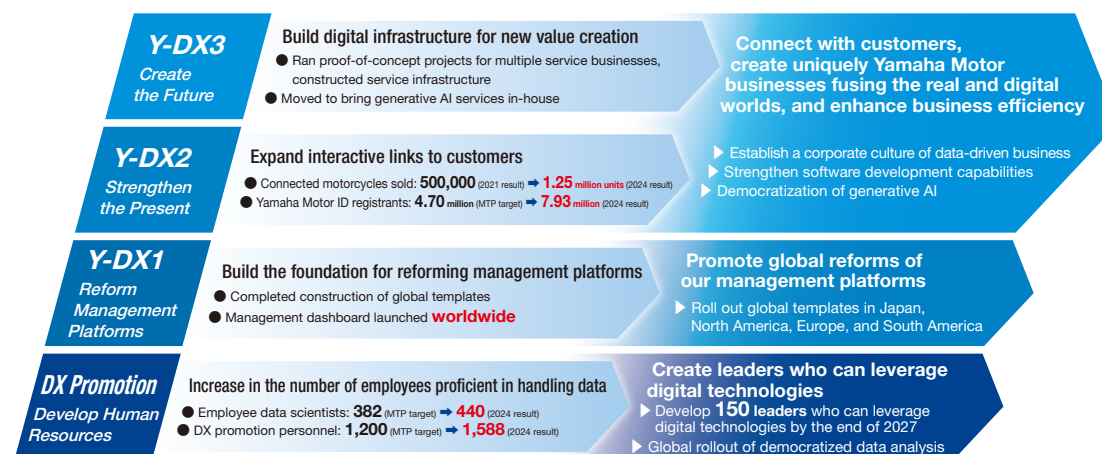 Y-DX3
Create
the Future
Build digital infrastructure for new value creation
● Ran proof-of-concept projects for multiple service businesses,
constructed service infrastructure
● Moved to bring generative AI services in-house
Connect with customers,
create uniquely Yamaha Motor
businesses fusing the real and digital
worlds, and enhance business efficiency
▶ Establish a corporate culture of data-driven business
▶ Strengthen software development capabilities
▶ Democratization of generative AI
Y-DX2
Strengthen
the Present
Expand interactive links to customers
● Connected motorcycles sold: 500,000 (2021 result) ➡ 1.25 million units (2024 result)
● Yamaha Motor ID registrants: 4.70 million (MTP target) ➡ 7.93 million (2024 result)
Y-DX1
Reform
Management
Platforms
Build the foundation for reforming management platforms
● Completed construction of global templates
● Management dashboard launched worldwide
Promote global reforms of
our management platforms
▶ Roll out global templates in Japan,
North America, Europe, and South America
DX Promotion
Develop Human
Resources
Increase in the number of employees proficient in handling data
● Employee data scientists: 382 (MTP target) ➡ 440 (2024 result)
● DX promotion personnel: 1,200 (MTP target) ➡ 1,588 (2024 result)
Create leaders who can leverage
digital technologies
▶ Develop 150 leaders who can leverage
digital technologies by the end of 2027
▶ Global rollout of democratized data analysis